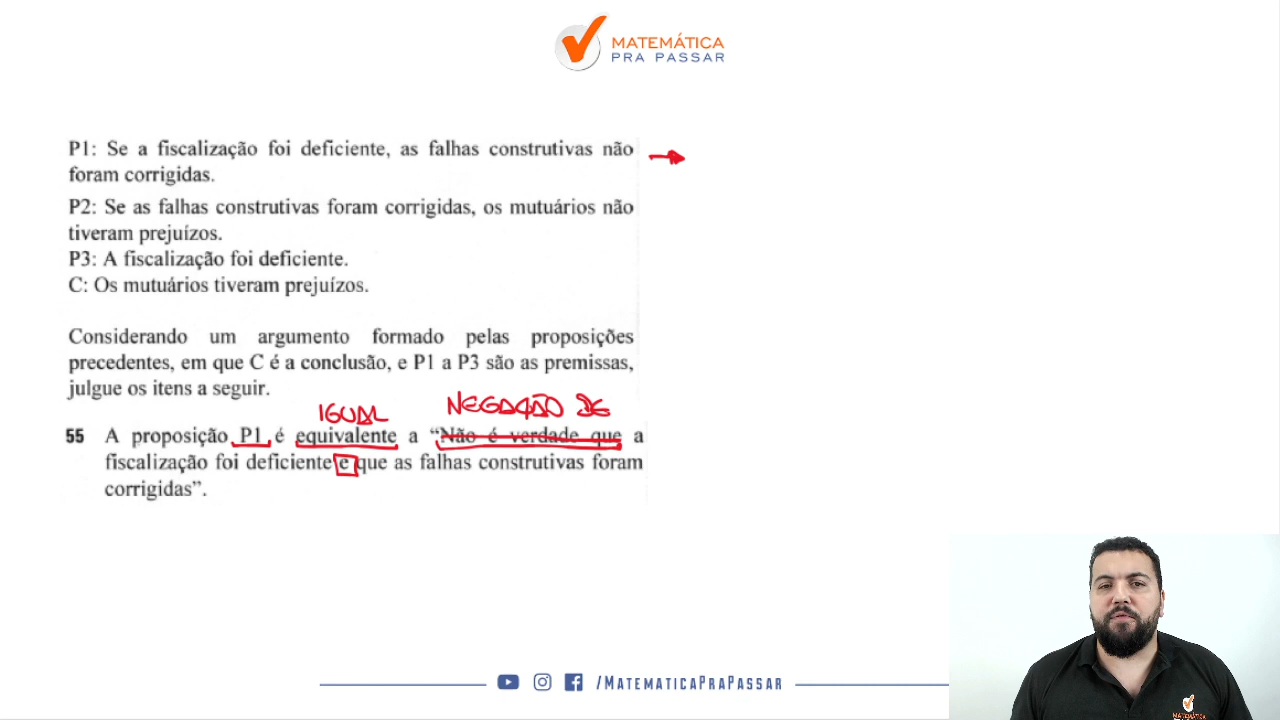 MATEMÁTICA
PRA PASSAR
P1: Se a fiscalização foi deficiente, as falhas construtivas não
foram corrigidas.
P2: Se as falhas construtivas foram corrigidas, os mutuários não
tiveram prejuízos.
P3: A fiscalização foi deficiente.
C: Os mutuários tiveram prejuízos.
Considerando um argumento formado pelas proposições
precedentes, em que C é a conclusão, e P1 a P3 são as premissas,
julgue os itens a seguir.
IGUAL NEGAÇÃO DE
55 A proposição P1 é equivalente a “Não é verdade que a
fiscalização foi deficiente e que as falhas construtivas foram
corrigidas”.
/MATEMATICAPRAPASSAR
MATEMÁTICA